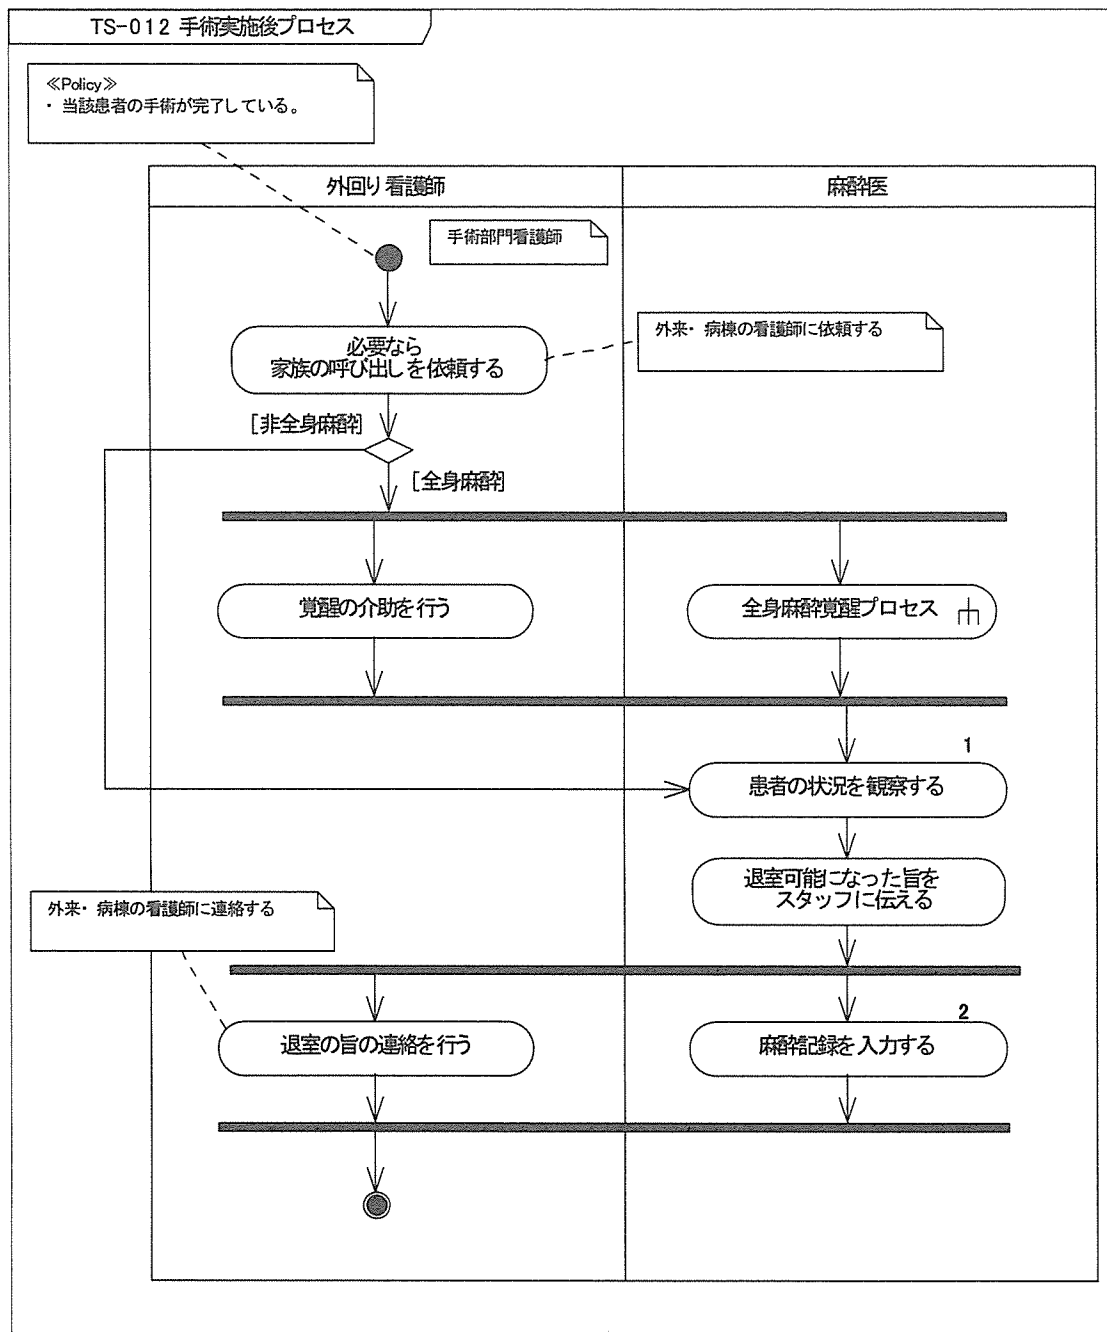 TS-012 手術実施後プロセス
≪Policy≫
・ 当該患者の手術が完了している。
外回り看護師
麻酔医
手術部門看護師
外来・病棟の看護師に依頼する
必要なら
家族の呼び出しを依頼する
[非全身麻酔]
[全身麻酔]
覚醒の介助を行う
全身麻酔覚醒プロセス
1
患者の状況を観察する
退室可能になった旨を
スタッフに伝える
外来・病棟の看護師に連絡する
2
退室の旨の連絡を行う
麻酔記録を入力する